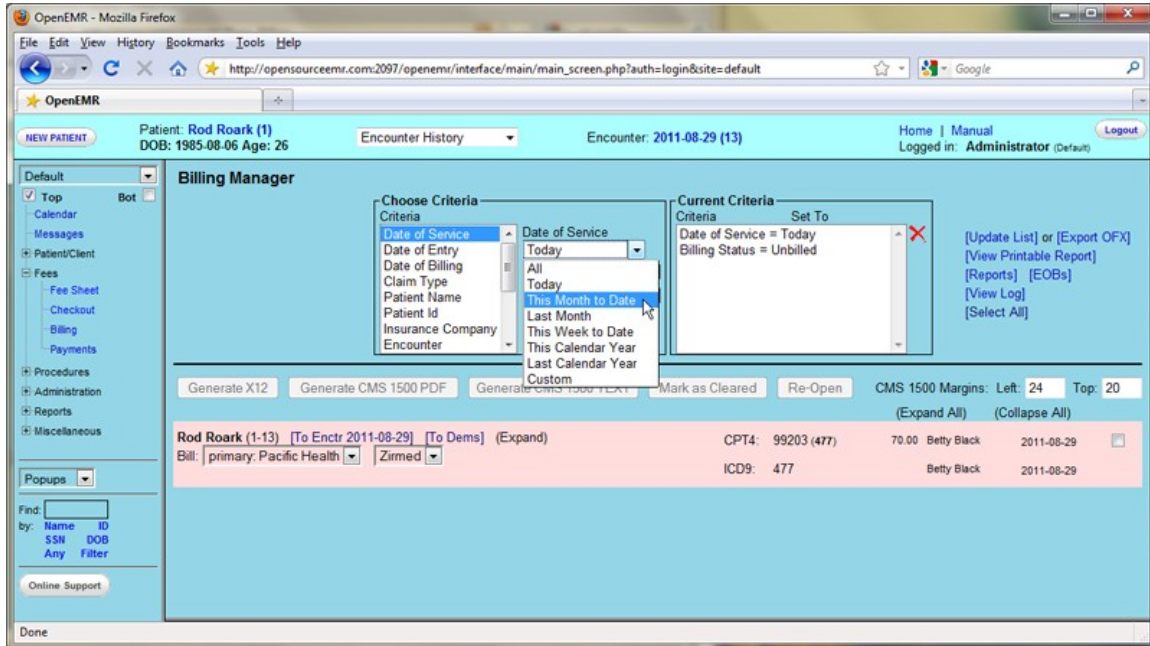 OpenEMR - Mozilla Firefox
File Edit View History Bookmarks Tools Help
http://opensourceemr.com:2097/openemr/interface/main/main_screen.php?auth=login&site=default
Google
OpenEMR
NEW PATIENT
Patient: Rod Roark (1)
DOB: 1985-08-06 Age: 26
Encounter History
Encounter: 2011-08-29 (13)
Home | Manual
Logged in: Administrator (Default)
Logout
Default
Top Bot
Calendar
Messages
Patient/Client
Fees
Fee Sheet
Checkout
Billing
Payments
Procedures
Administration
Reports
Miscellaneous
Popups
Find:
by: Name ID
SSN DOB
Any Filter
Online Support
Billing Manager
Choose Criteria
Criteria
Date of Service
Date of Entry
Date of Billing
Claim Type
Patient Name
Patient Id
Insurance Company
Encounter
Date of Service
Today
All
Today
This Month to Date
Last Month
This Week to Date
This Calendar Year
Last Calendar Year
Custom
Current Criteria
Criteria Set To
Date of Service = Today
Billing Status = Unbilled
[Update List] or [Export OFX]
[View Printable Report]
[Reports] [EOBs]
[View Log]
[Select All]
Generate X12 Generate CMS 1500 PDF Generate CMS 1500 TEXT Mark as Cleared Re-Open CMS 1500 Margins: Left: 24 Top: 20
(Expand All) (Collapse All)
Rod Roark (1-13) [To Enctr 2011-08-29] [To Dems] (Expand) CPT4: 99203 (477) 70.00 Betty Black 2011-08-29
Bill: primary: Pacific Health Zirmed ICD9: 477 Betty Black 2011-08-29
Done